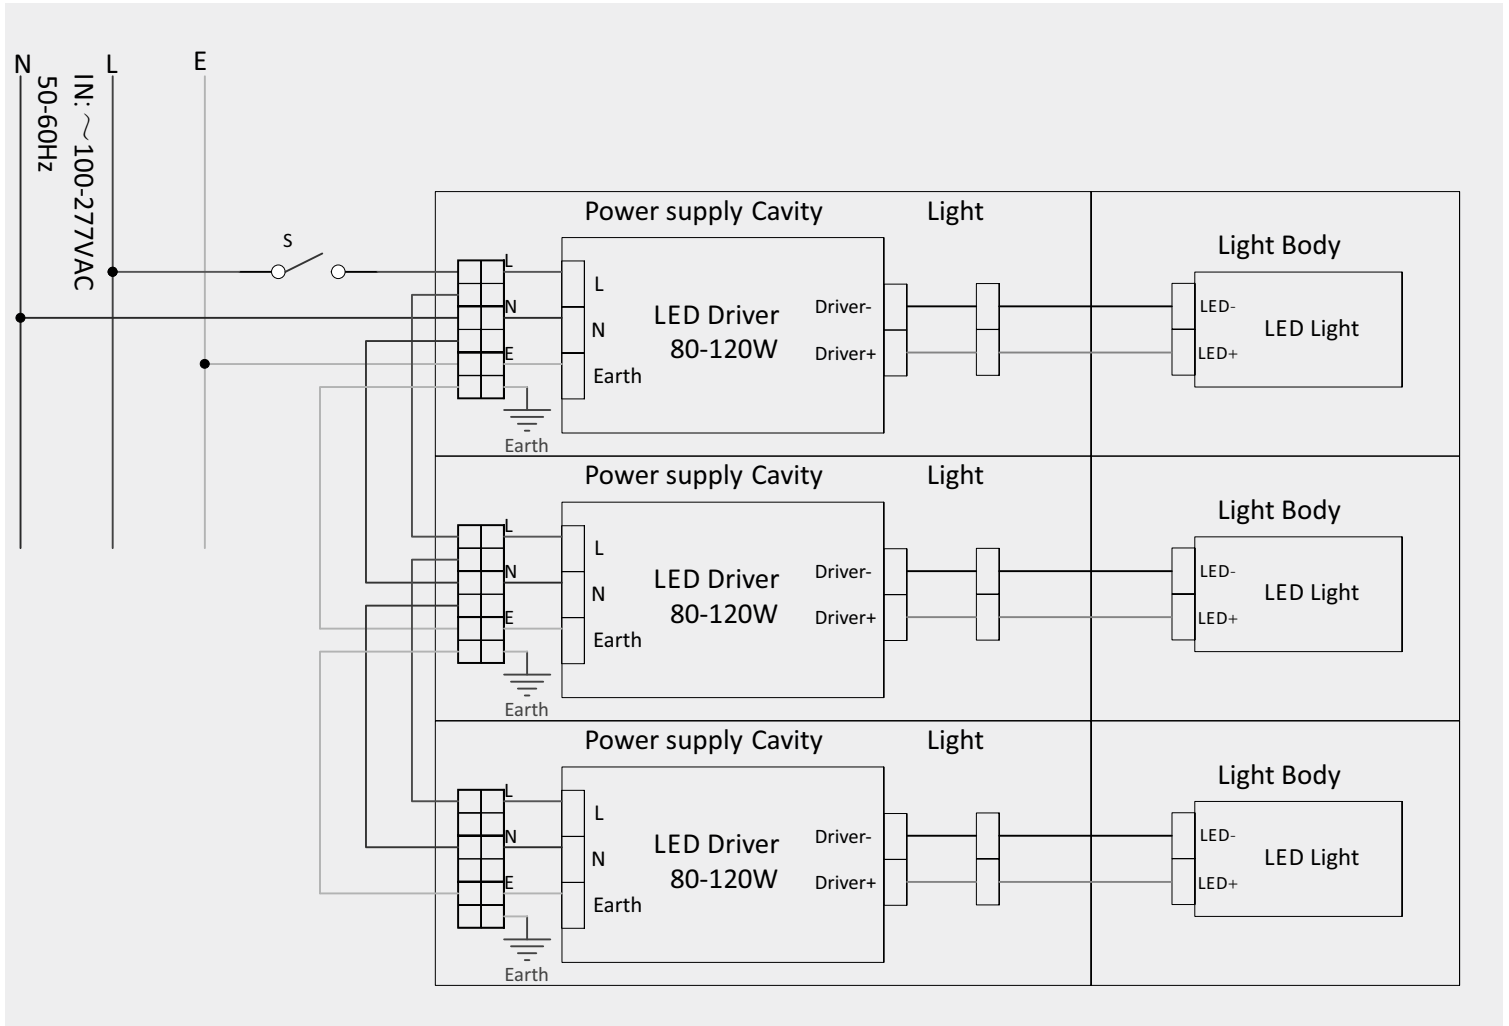 N
L
E
IN: ～100-277VAC
50-60Hz
S
Power supply Cavity
Light
Light Body
L
N
E
L
N
Earth
LED Driver
80-120W
Driver-
Driver+
LED-
LED+
LED Light
Earth
Power supply Cavity
Light
Light Body
L
N
E
L
N
Earth
LED Driver
80-120W
Driver-
Driver+
LED-
LED+
LED Light
Earth
Power supply Cavity
Light
Light Body
L
N
E
L
N
Earth
LED Driver
80-120W
Driver-
Driver+
LED-
LED+
LED Light
Earth